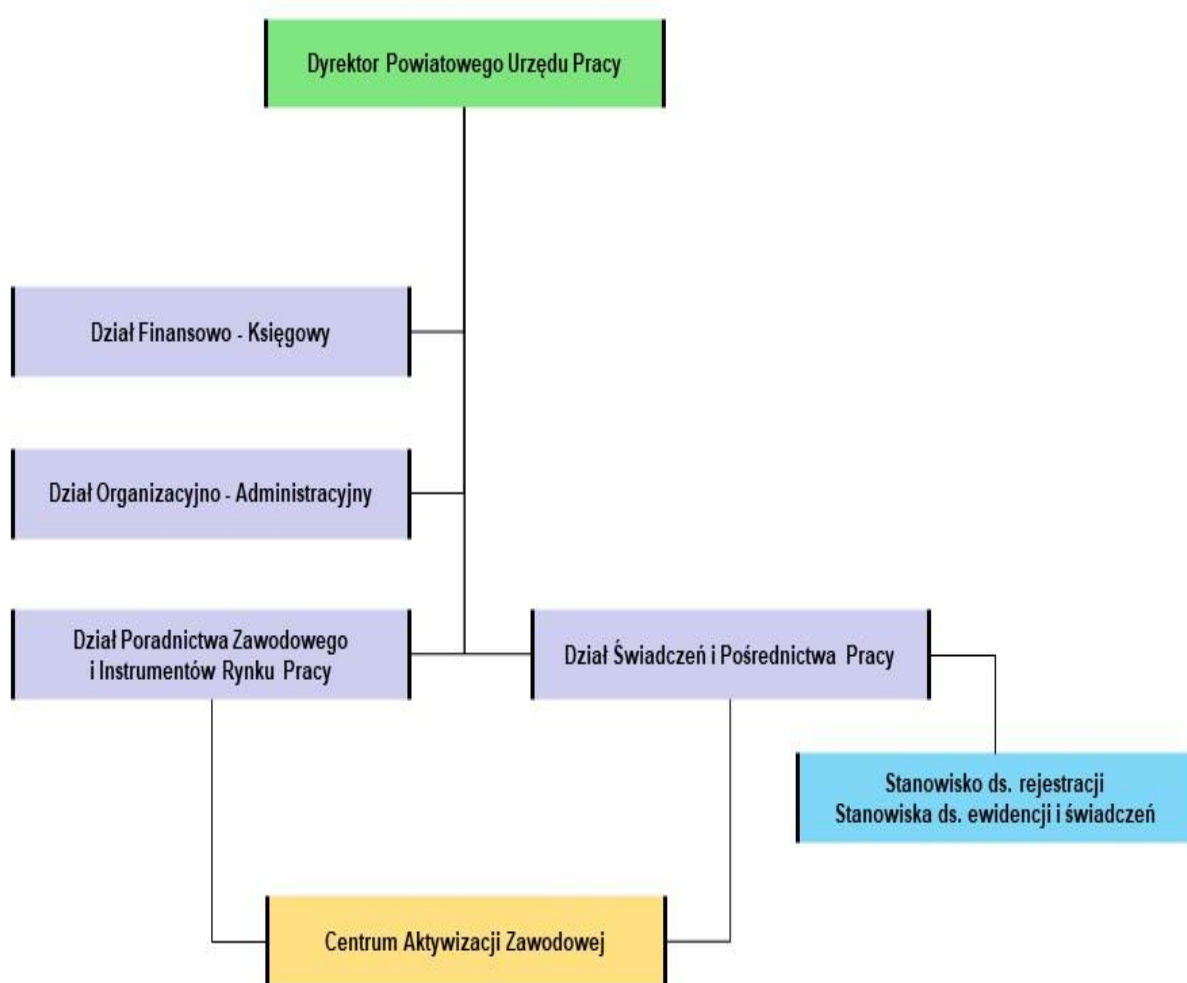 Dyrektor Powiatowego Urzędu Pracy
Dział Finansowo - Księgowy
Dział Organizacyjno - Administracyjny
Dział Poradnictwa Zawodowego
i Instrumentów Rynku Pracy
Dział Świadczeń i Pośrednictwa Pracy
Stanowisko ds. rejestracji
Stanowiska ds. ewidencji i świadczeń
Centrum Aktywizacji Zawodowej